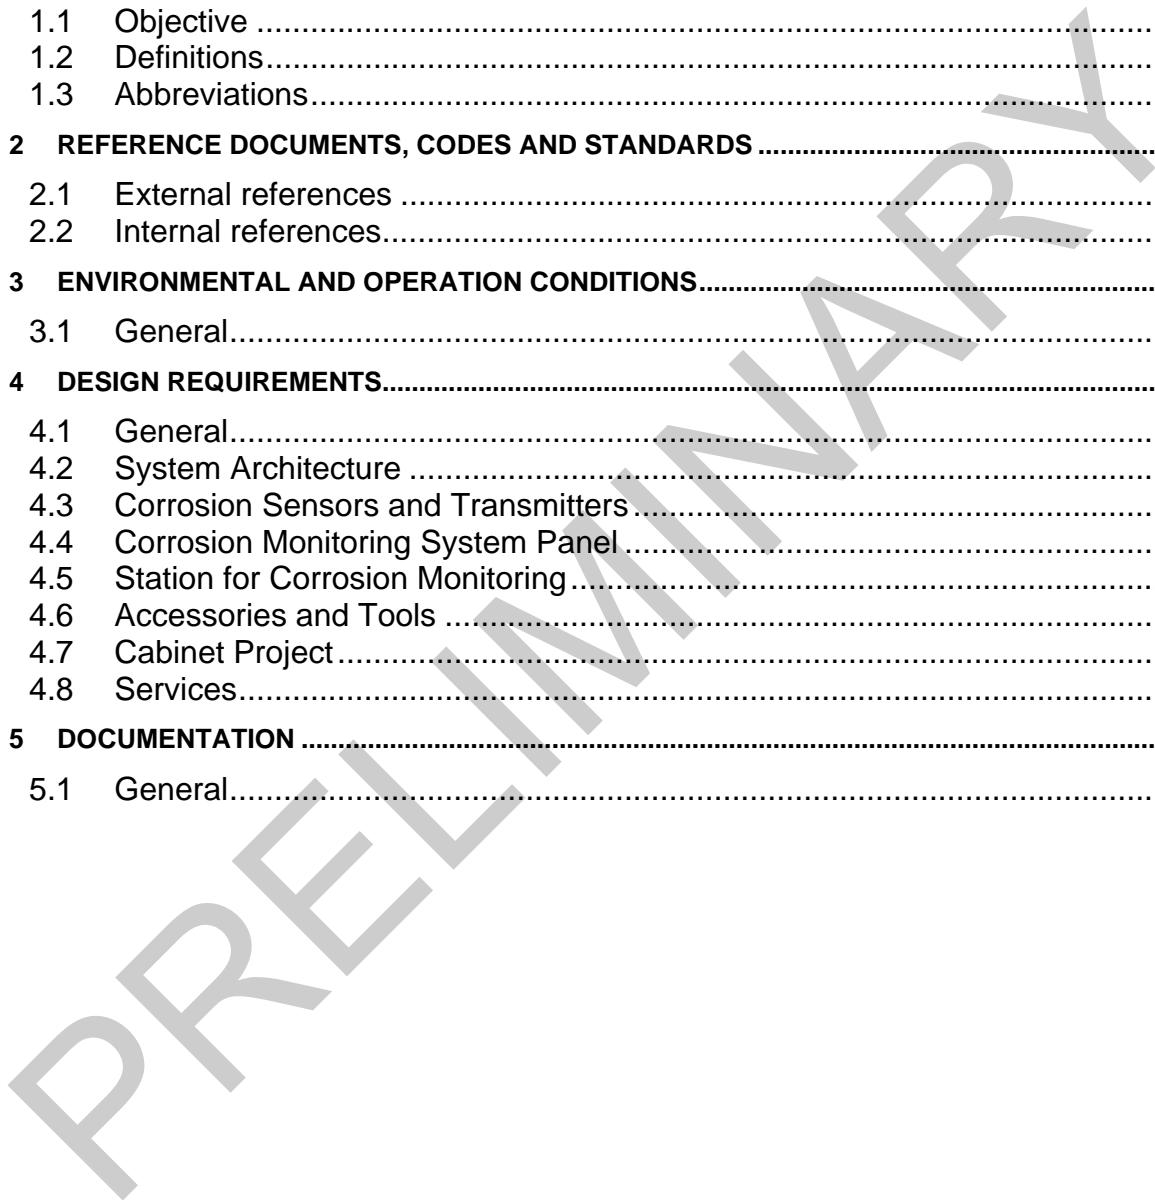 1.1 Objective ........................................................................................................
1.2 Definitions........................................................................................................
1.3 Abbreviations...................................................................................................
2 REFERENCE DOCUMENTS, CODES AND STANDARDS ........................................................
2.1 External references ..........................................................................................
2.2 Internal references............................................................................................
3 ENVIRONMENTAL AND OPERATION CONDITIONS................................................................
3.1 General............................................................................................................
4 DESIGN REQUIREMENTS.............................................................................................................
4.1 General............................................................................................................
4.2 System Architecture .........................................................................................
4.3 Corrosion Sensors and Transmitters................................................................
4.4 Corrosion Monitoring System Panel .................................................................
4.5 Station for Corrosion Monitoring.......................................................................
4.6 Accessories and Tools .....................................................................................
4.7 Cabinet Project.................................................................................................
4.8 Services...........................................................................................................
5 DOCUMENTATION .........................................................................................................................
5.1 General............................................................................................................
PRELIMINARY